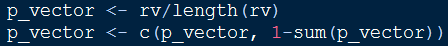 p_vector <- rv/length(rv)
p_vector <- c(p_vector, 1-sum(p_vector))